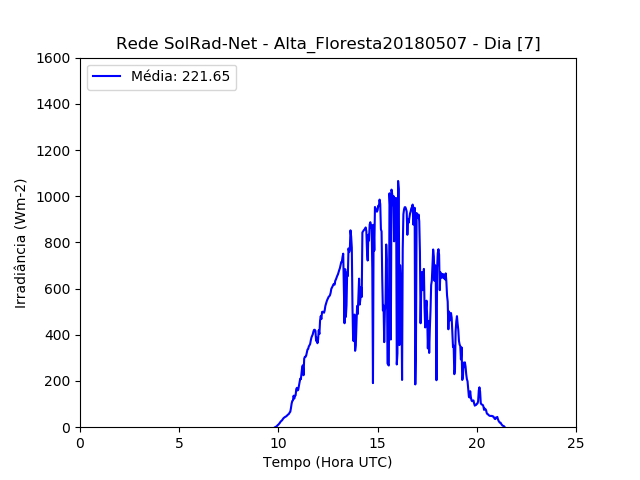 Rede SolRad-Net - Alta_Floresta20180507 - Dia [7]
Média: 221.65
Irradiância (Wm-2)
1600
1400
1200
1000
800
600
400
200
0
0 5 10 15 20 25
Tempo (Hora UTC)